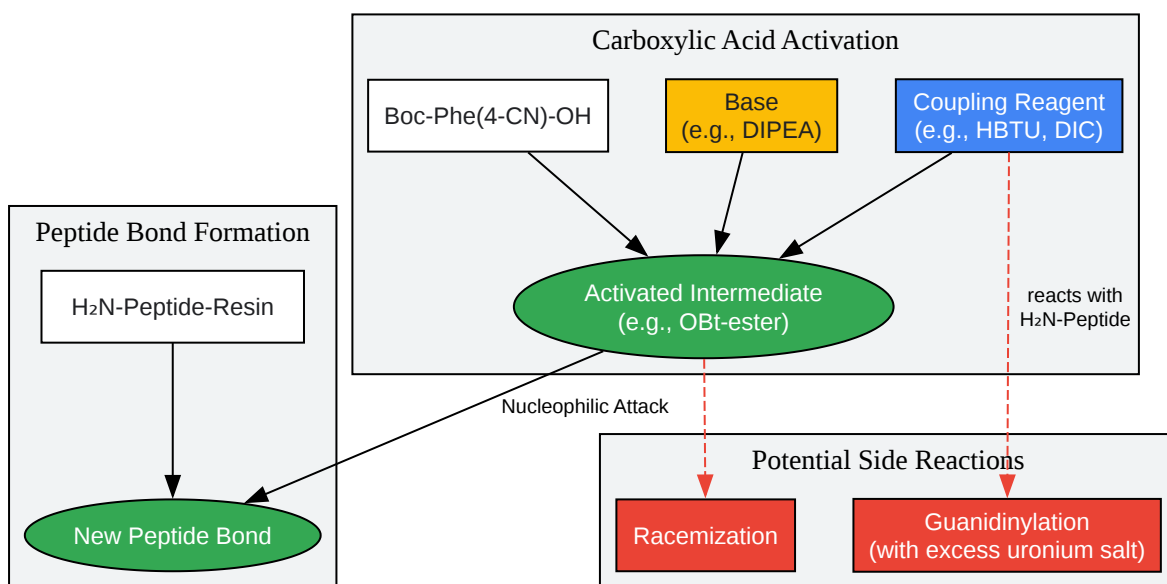 Carboxylic Acid Activation
Boc-Phe(4-CN)-OH
Base
(e.g., DIPEA)
Coupling Reagent
(e.g., HBTU, DIC)
Peptide Bond Formation
H₂N-Peptide-Resin
Activated Intermediate
(e.g., OBt-ester)
reacts with
H₂N-Peptide
Nucleophilic Attack
Potential Side Reactions
New Peptide Bond
Racemization
Guanidinylation
(with excess uronium salt)